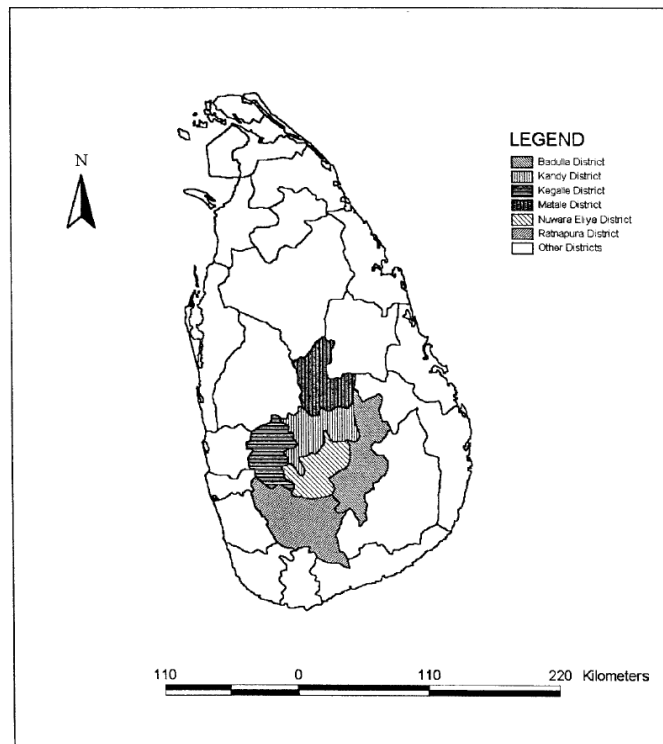 N
LEGEND
Badulla District
Kandy District
Kegalle District
Matale District
Nuwara Eliya District
Ratnapura District
Other Districts
110 0 110 220 Kilometers